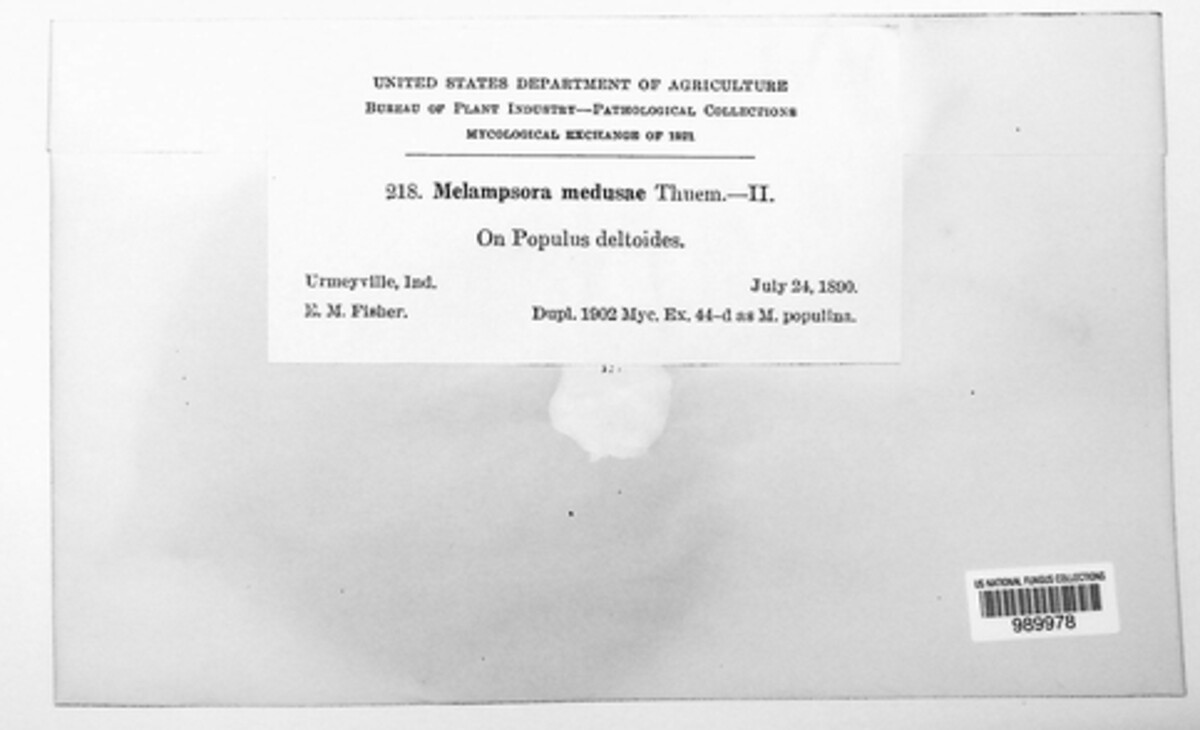 UNITED STATES DEPARTMENT OF AGRICULTURE
BUREAU OF PLANT INDUSTRY—PATHOLOGICAL COLLECTIONS
MYCOLOGICAL EXCHANGE OF 1921
218. Melampsora medusae Thuem.—II.
On Populus deltoides.
Urmeyville, Ind. July 24, 1890.
E. M. Fisher. Dupl. 1902 Myc. Ex. 44-d as M. populina.
US NATIONAL FUNGUS COLLECTIONS
989978